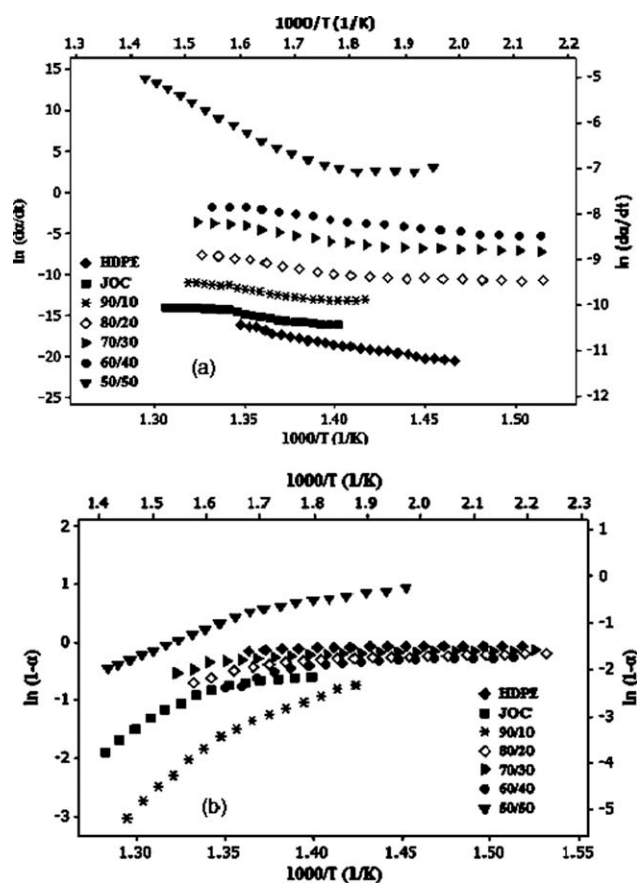 1000/T (1/K)
1.3 1.4 1.5 1.6 1.7 1.8 1.9 2.0 2.1 2.2
15
10
5
0
-5
-10
-15
-20
-25
ln (dα/dt)
-5
-6
-7
-8
-9
-10
-11
-12
ln (dα/dt)
HDPE
JOC
90/10
80/20
70/30
60/40
50/50
(a)
1.30 1.35 1.40 1.45 1.50
1000/T (1/K)
1000/T (1/K)
1.4 1.5 1.6 1.7 1.8 1.9 2.0 2.1 2.2 2.3
2
1
0
-1
-2
-3
ln (1-α)
1
0
-1
-2
-3
-4
-5
ln (1-α)
HDPE
JOC
90/10
80/20
70/30
60/40
50/50
(b)
1.30 1.35 1.40 1.45 1.50 1.55
1000/T (1/K)